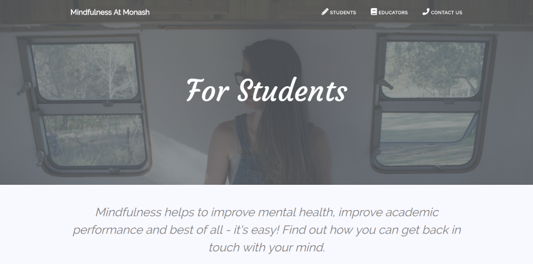 Mindfulness At Monash
STUDENTS
EDUCATORS
CONTACT US
For Students
Mindfulness helps to improve mental health, improve academic
performance and best of all - it's easy! Find out how you can get back in
touch with your mind.